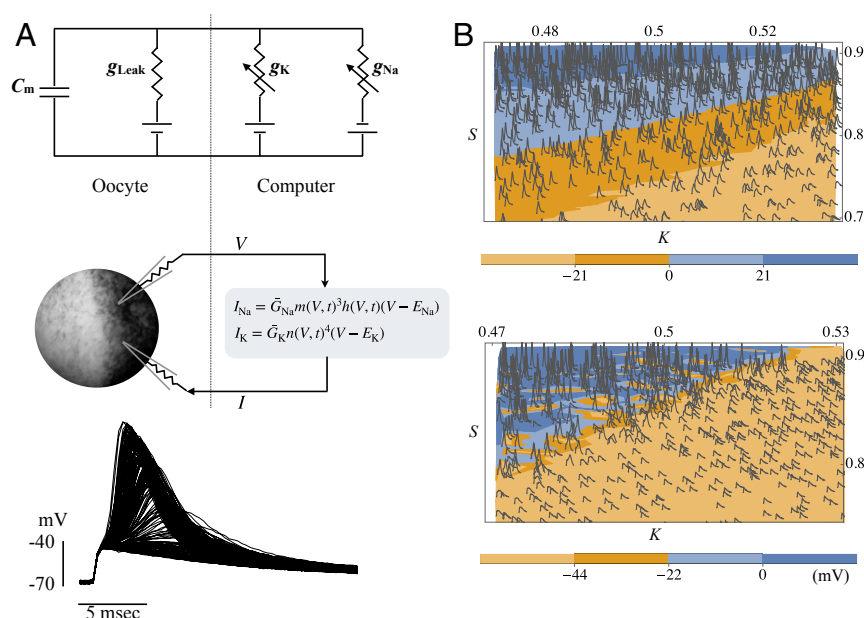 A
C_m
g_Leak
g_K
g_Na
Oocyte
Computer
V
I_Na = Ḡ_Na m(V, t)³h(V, t)(V − E_Na)
I_K = Ḡ_K n(V, t)⁴(V − E_K)
I
mV
-40
-70
5 msec
B
0.48 0.5 0.52
0.9
S
0.8
0.7
K
−21 0 21
0.47 0.5 0.53
0.9
S
0.8
K
−44 −22 0 (mV)